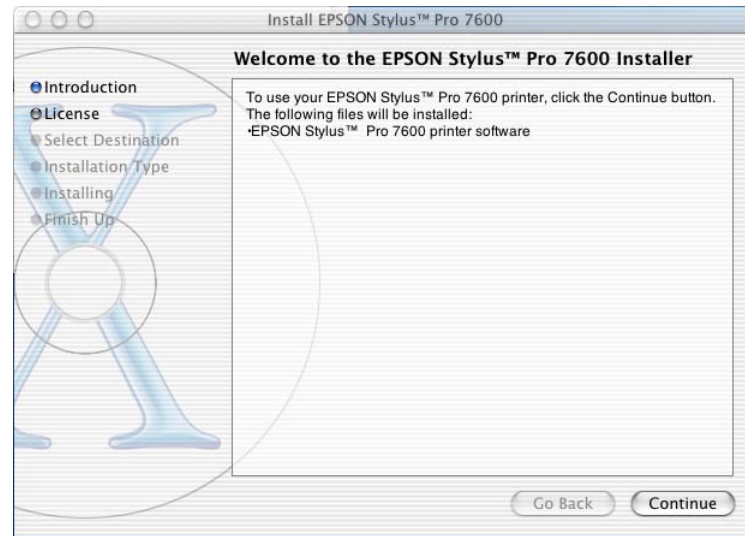 Install EPSON Stylus™ Pro 7600
Welcome to the EPSON Stylus™ Pro 7600 Installer
Introduction
License
Select Destination
Installation Type
Installing
Finish Up
To use your EPSON Stylus™ Pro 7600 printer, click the Continue button.
The following files will be installed:
·EPSON Stylus™ Pro 7600 printer software
Go Back
Continue